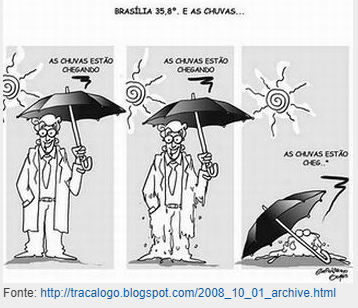 BRASÍLIA 35,8º. E AS CHUVAS...
AS CHUVAS ESTÃO
CHEGANDO
AS CHUVAS ESTÃO
CHEGANDO
AS CHUVAS ESTÃO
CHEG.."
Fonte: http://tracalogo.blogspot.com/2008_10_01_archive.html